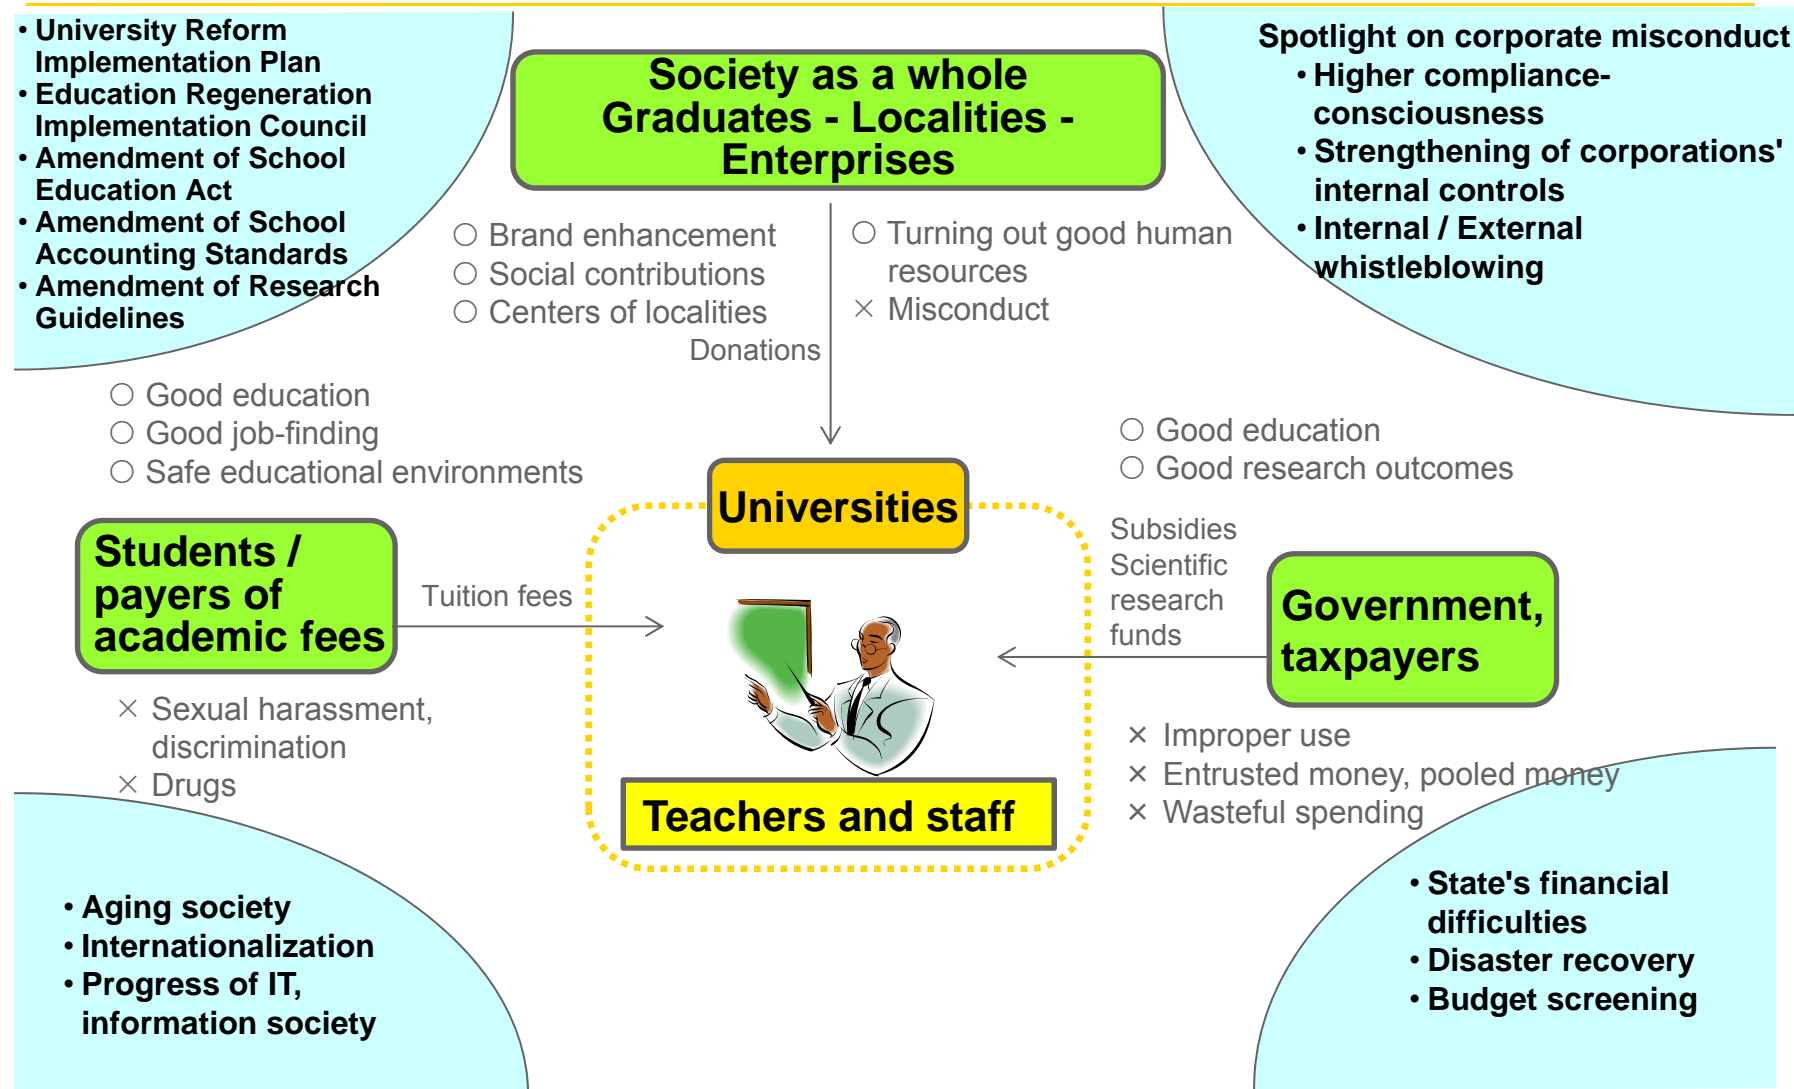 • University Reform
Implementation Plan
• Education Regeneration
Implementation Council
• Amendment of School
Education Act
• Amendment of School
Accounting Standards
• Amendment of Research
Guidelines
Society as a whole
Graduates - Localities -
Enterprises
Spotlight on corporate misconduct
• Higher compliance-
consciousness
• Strengthening of corporations'
internal controls
• Internal / External
whistleblowing
○ Brand enhancement
○ Social contributions
○ Centers of localities
Donations
○ Turning out good human
resources
× Misconduct
○ Good education
○ Good job-finding
○ Safe educational environments
○ Good education
○ Good research outcomes
Universities
Students /
payers of
academic fees
Tuition fees
Subsidies
Scientific
research
funds
Government,
taxpayers
× Sexual harassment,
discrimination
× Drugs
× Improper use
× Entrusted money, pooled money
× Wasteful spending
Teachers and staff
• Aging society
• Internationalization
• Progress of IT,
information society
• State's financial
difficulties
• Disaster recovery
• Budget screening